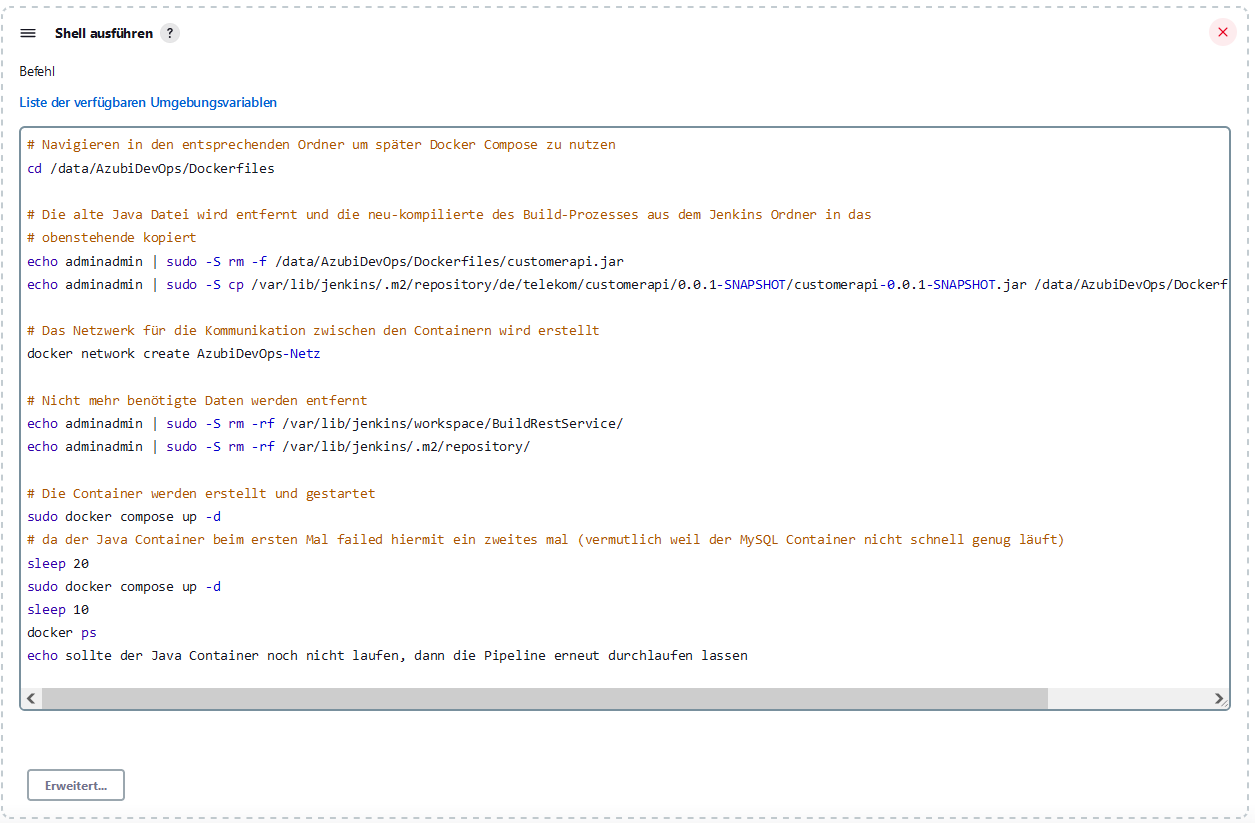 Shell ausführen ?
Befehl
Liste der verfügbaren Umgebungsvariablen
# Navigieren in den entsprechenden Ordner um später Docker Compose zu nutzen
cd /data/AzubiDevOps/Dockerfiles
# Die alte Java Datei wird entfernt und die neu-kompilierte des Build-Prozesses aus dem Jenkins Ordner in das
# obenstehende kopiert
echo adminadmin | sudo -S rm -f /data/AzubiDevOps/Dockerfiles/customerapi.jar
echo adminadmin | sudo -S cp /var/lib/jenkins/.m2/repository/de/telekom/customerapi/0.0.1-SNAPSHOT/customerapi-0.0.1-SNAPSHOT.jar /data/AzubiDevOps/Dockerf
# Das Netzwerk für die Kommunikation zwischen den Containern wird erstellt
docker network create AzubiDevOps-Netz
# Nicht mehr benötigte Daten werden entfernt
echo adminadmin | sudo -S rm -rf /var/lib/jenkins/workspace/BuildRestService/
echo adminadmin | sudo -S rm -rf /var/lib/jenkins/.m2/repository/
# Die Container werden erstellt und gestartet
sudo docker compose up -d
# da der Java Container beim ersten Mal failed hiermit ein zweites mal (vermutlich weil der MySQL Container nicht schnell genug läuft)
sleep 20
sudo docker compose up -d
sleep 10
docker ps
echo sollte der Java Container noch nicht laufen, dann die Pipeline erneut durchlaufen lassen
Erweitert...